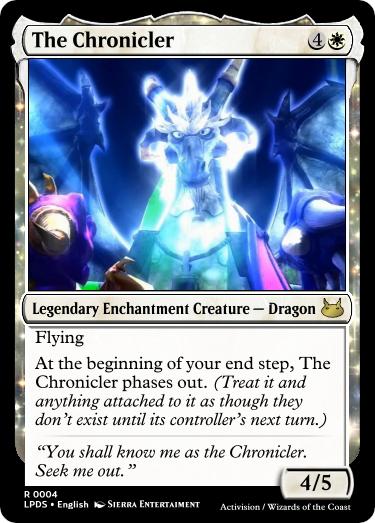 The Chronicler 4
Legendary Enchantment Creature — Dragon
Flying
At the beginning of your end step, The
Chronicler phases out. (Treat it and
anything attached to it as though they
don't exist until its controller's next turn.)
"You shall know me as the Chronicler.
Seek me out."
4/5
R 0004
LPDS • English Sierra Entertaiment
Activision / Wizards of the Coast